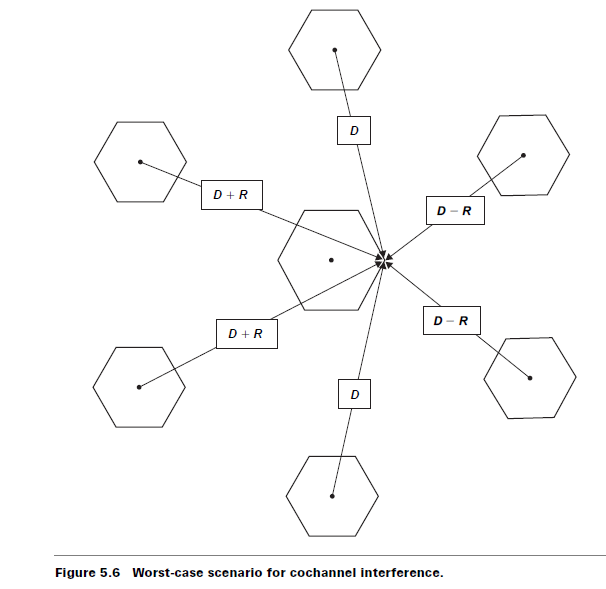 D
D + R
D – R
D – R
D + R
D
Figure 5.6 Worst-case scenario for cochannel interference.